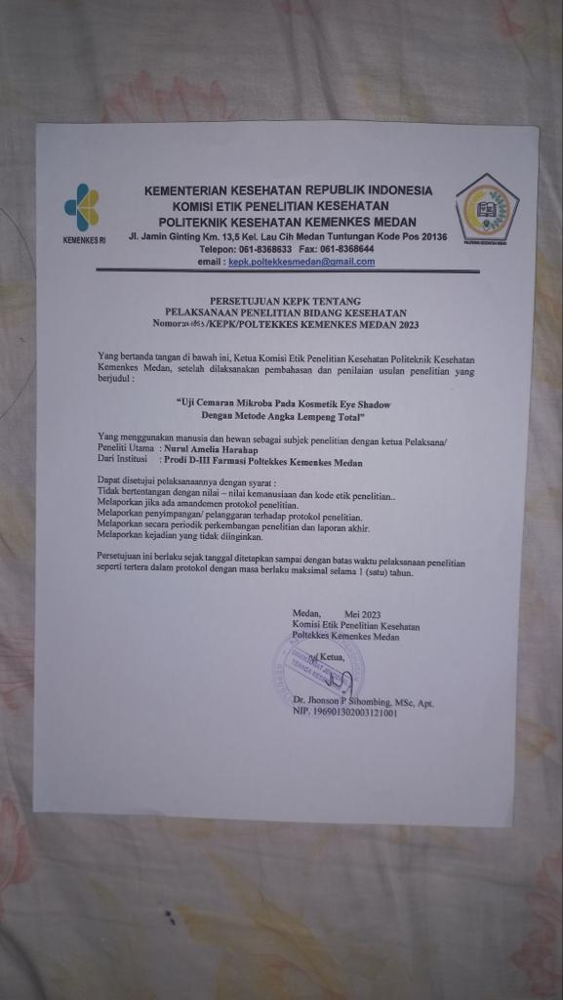 KEMENKES RI
KEMENTERIAN KESEHATAN REPUBLIK INDONESIA
KOMISI ETIK PENELITIAN KESEHATAN
POLITEKNIK KESEHATAN KEMENKES MEDAN
Jl. Jamin Ginting Km. 13,5 Kel. Lau Cih Medan Tuntungan Kode Pos 20136
Telepon: 061-8368633 Fax: 061-8368644
email : kepk.poltekkesmedan@gmail.com
POLITEKNIK KESEHATAN MEDAN
PERSETUJUAN KEPK TENTANG
PELAKSANAAN PENELITIAN BIDANG KESEHATAN
Nomor: /KEPK/POLTEKKES KEMENKES MEDAN 2023
Yang bertanda tangan di bawah ini, Ketua Komisi Etik Penelitian Kesehatan Politeknik Kesehatan
Kemenkes Medan, setelah dilaksanakan pembahasan dan penilaian usulan penelitian yang
berjudul :
“Uji Cemaran Mikroba Pada Kosmetik Eye Shadow
Dengan Metode Angka Lempeng Total”
Yang menggunakan manusia dan hewan sebagai subjek penelitian dengan ketua Pelaksana/
Peneliti Utama : Nurul Amelia Harahap
Dari Institusi : Prodi D-III Farmasi Poltekkes Kemenkes Medan
Dapat disetujui pelaksanaannya dengan syarat :
Tidak bertentangan dengan nilai – nilai kemanusiaan dan kode etik penelitian..
Melaporkan jika ada amandemen protokol penelitian.
Melaporkan penyimpangan/ pelanggaran terhadap protokol penelitian.
Melaporkan secara periodik perkembangan penelitian dan laporan akhir.
Melaporkan kejadian yang tidak diinginkan.
Persetujuan ini berlaku sejak tanggal ditetapkan sampai dengan batas waktu pelaksanaan penelitian
seperti tertera dalam protokol dengan masa berlaku maksimal selama 1 (satu) tahun.
Medan, Mei 2023
Komisi Etik Penelitian Kesehatan
Poltekkes Kemenkes Medan
Ketua,
DIREKTORAT JENDERAL
TENAGA KESEHATAN
Dr. Jhonson P Sihombing, MSc, Apt.
NIP. 196901302003121001